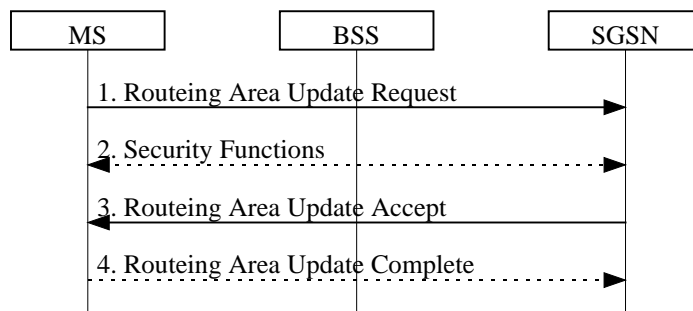 MS BSS SGSN
1. Routeing Area Update Request
2. Security Functions
3. Routeing Area Update Accept
4. Routeing Area Update Complete